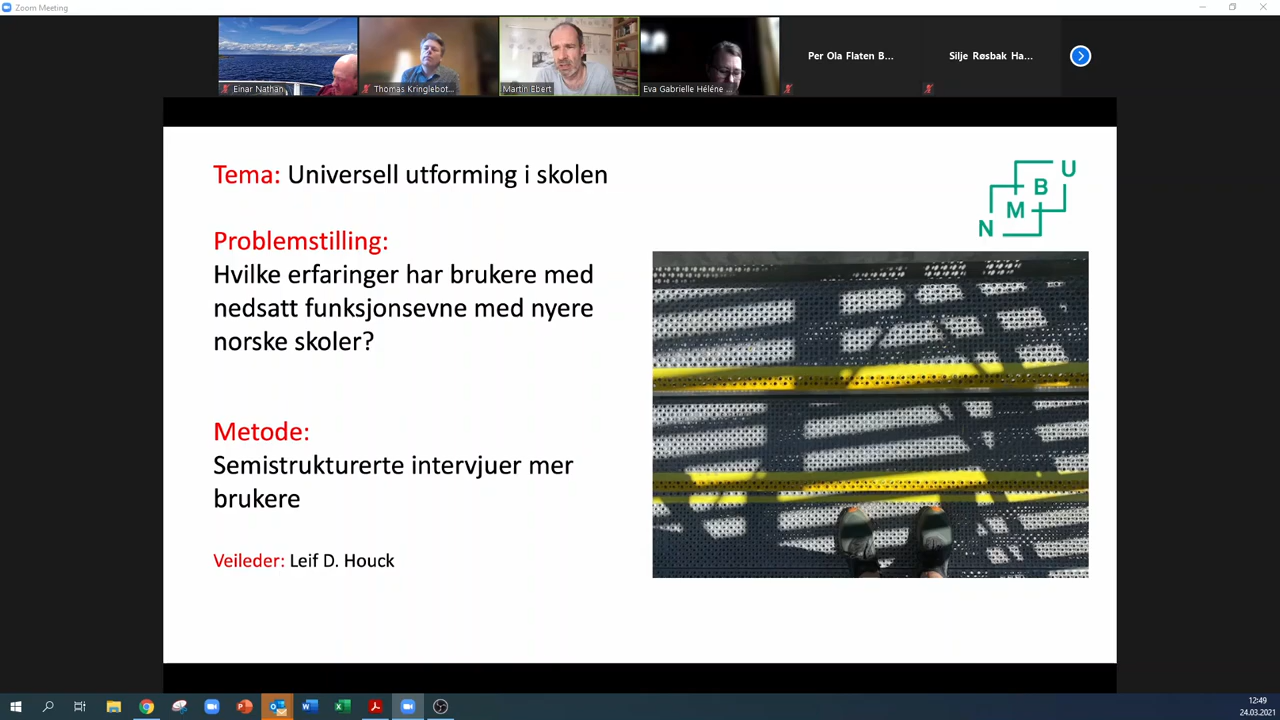 Zoom Meeting
Einar Nathan
Thomas Kringlebot...
Martin Ebert
Eva Gabrielle Héléne ...
Per Ola Flaten B...
Silje Røsbak Ha...
Tema: Universell utforming i skolen
U
B
M
N
Problemstilling:
Hvilke erfaringer har brukere med
nedsatt funksjonsevne med nyere
norske skoler?
Metode:
Semistrukturerte intervjuer mer
brukere
Veileder: Leif D. Houck
12:49
24.03.2021